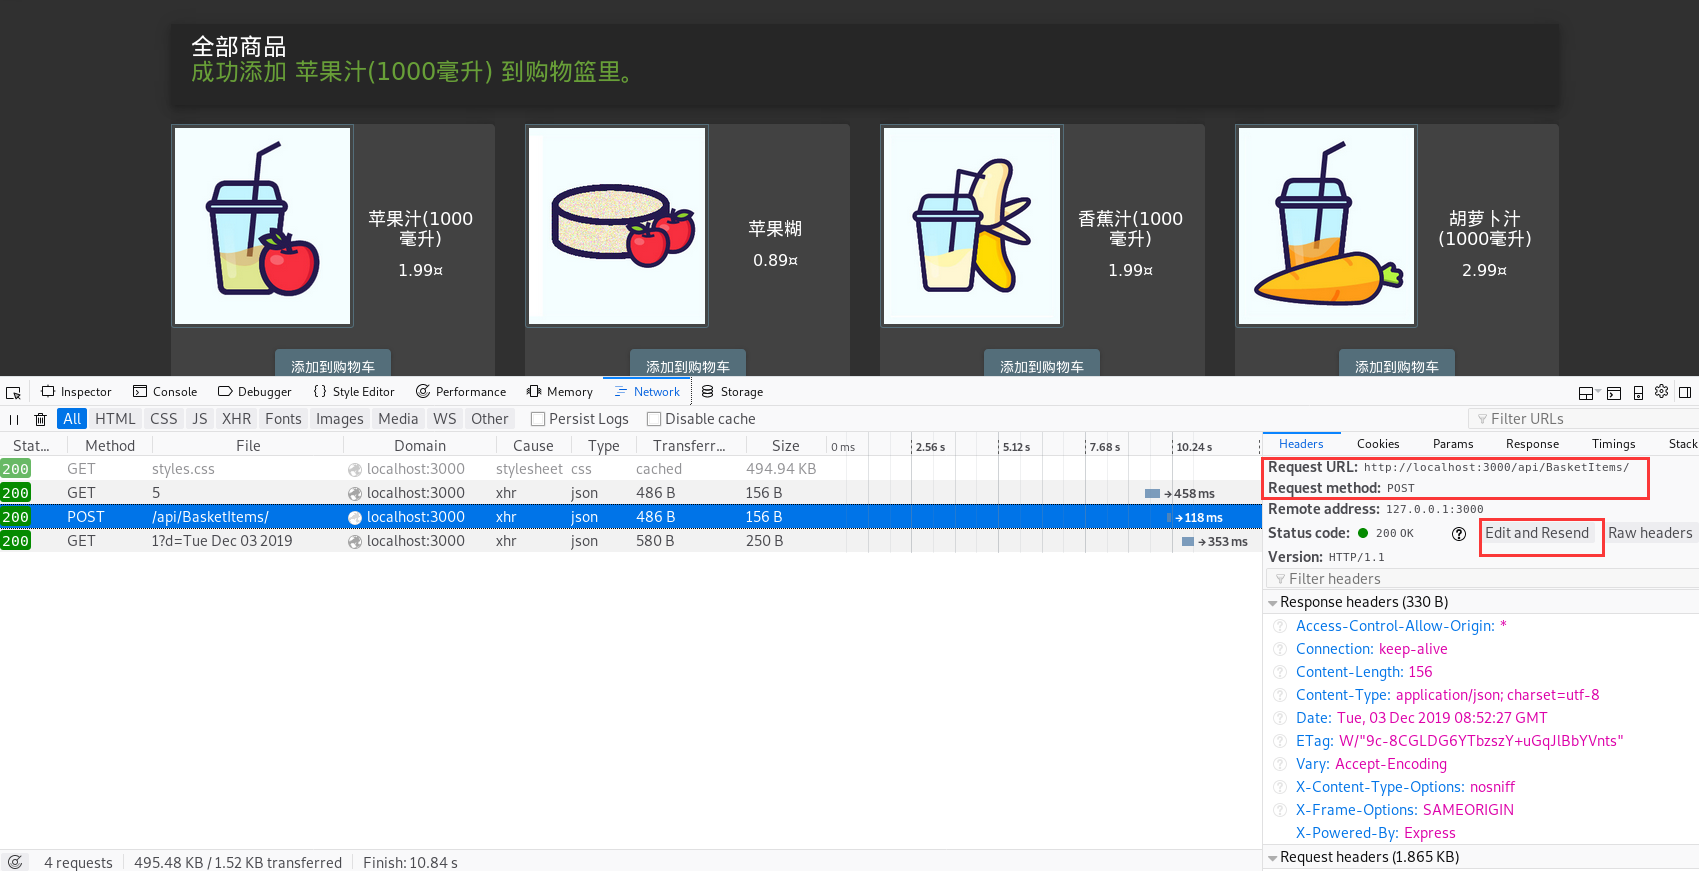 全部商品
成功添加 苹果汁(1000毫升) 到购物篮里。
苹果汁(1000
毫升)
1.99¤
苹果糊
0.89¤
香蕉汁(1000
毫升)
1.99¤
胡萝卜汁
(1000毫升)
2.99¤
添加到购物车
添加到购物车
添加到购物车
添加到购物车
Inspector Console Debugger Style Editor Performance Memory Network Storage
All HTML CSS JS XHR Fonts Images Media WS Other Persist Logs Disable cache Filter URLs
Stat... Method File Domain Cause Type Transferr... Size 0 ms 2.56 s 5.12 s 7.68 s 10.24 s
200 GET styles.css localhost:3000 stylesheet css cached 494.94 KB
200 GET 5 localhost:3000 xhr json 486 B 156 B → 458 ms
200 POST /api/BasketItems/ localhost:3000 xhr json 486 B 156 B → 118 ms
200 GET 1?d=Tue Dec 03 2019 localhost:3000 xhr json 580 B 250 B → 353 ms
Headers Cookies Params Response Timings Stack
Request URL: http://localhost:3000/api/BasketItems/
Request method: POST
Remote address: 127.0.0.1:3000
Status code: 200 OK Edit and Resend Raw headers
Version: HTTP/1.1
Filter headers
Response headers (330 B)
Access-Control-Allow-Origin: *
Connection: keep-alive
Content-Length: 156
Content-Type: application/json; charset=utf-8
Date: Tue, 03 Dec 2019 08:52:27 GMT
ETag: W/"9c-8CGLDG6YTbzszY+uGqJlBbYVnts"
Vary: Accept-Encoding
X-Content-Type-Options: nosniff
X-Frame-Options: SAMEORIGIN
X-Powered-By: Express
Request headers (1.865 KB)
4 requests 495.48 KB / 1.52 KB transferred Finish: 10.84 s